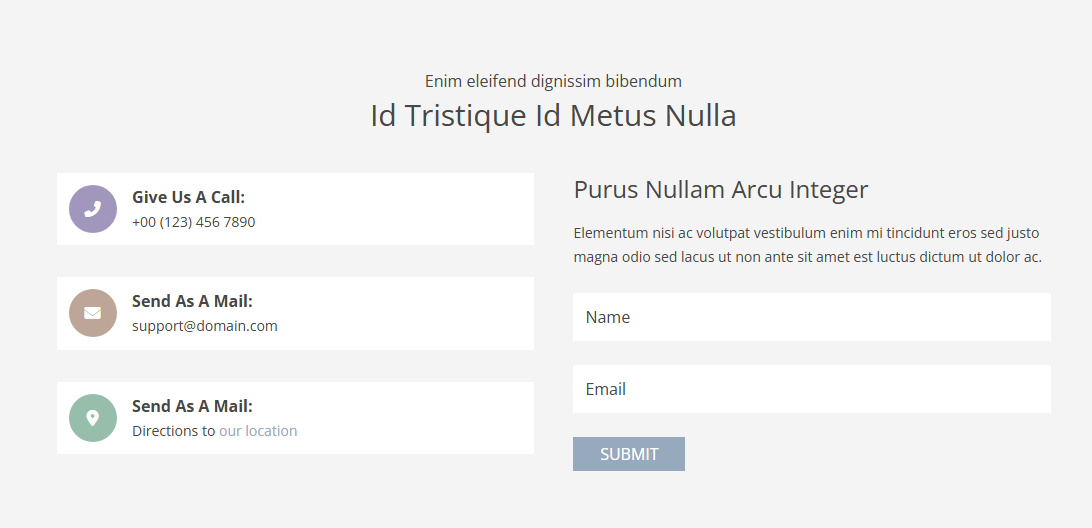 Enim eleifend dignissim bibendum
Id Tristique Id Metus Nulla
Give Us A Call:
+00 (123) 456 7890
Send As A Mail:
support@domain.com
Send As A Mail:
Directions to our location
Purus Nullam Arcu Integer
Elementum nisi ac volutpat vestibulum enim mi tincidunt eros sed justo
magna odio sed lacus ut non ante sit amet est luctus dictum ut dolor ac.
Name
Email
SUBMIT